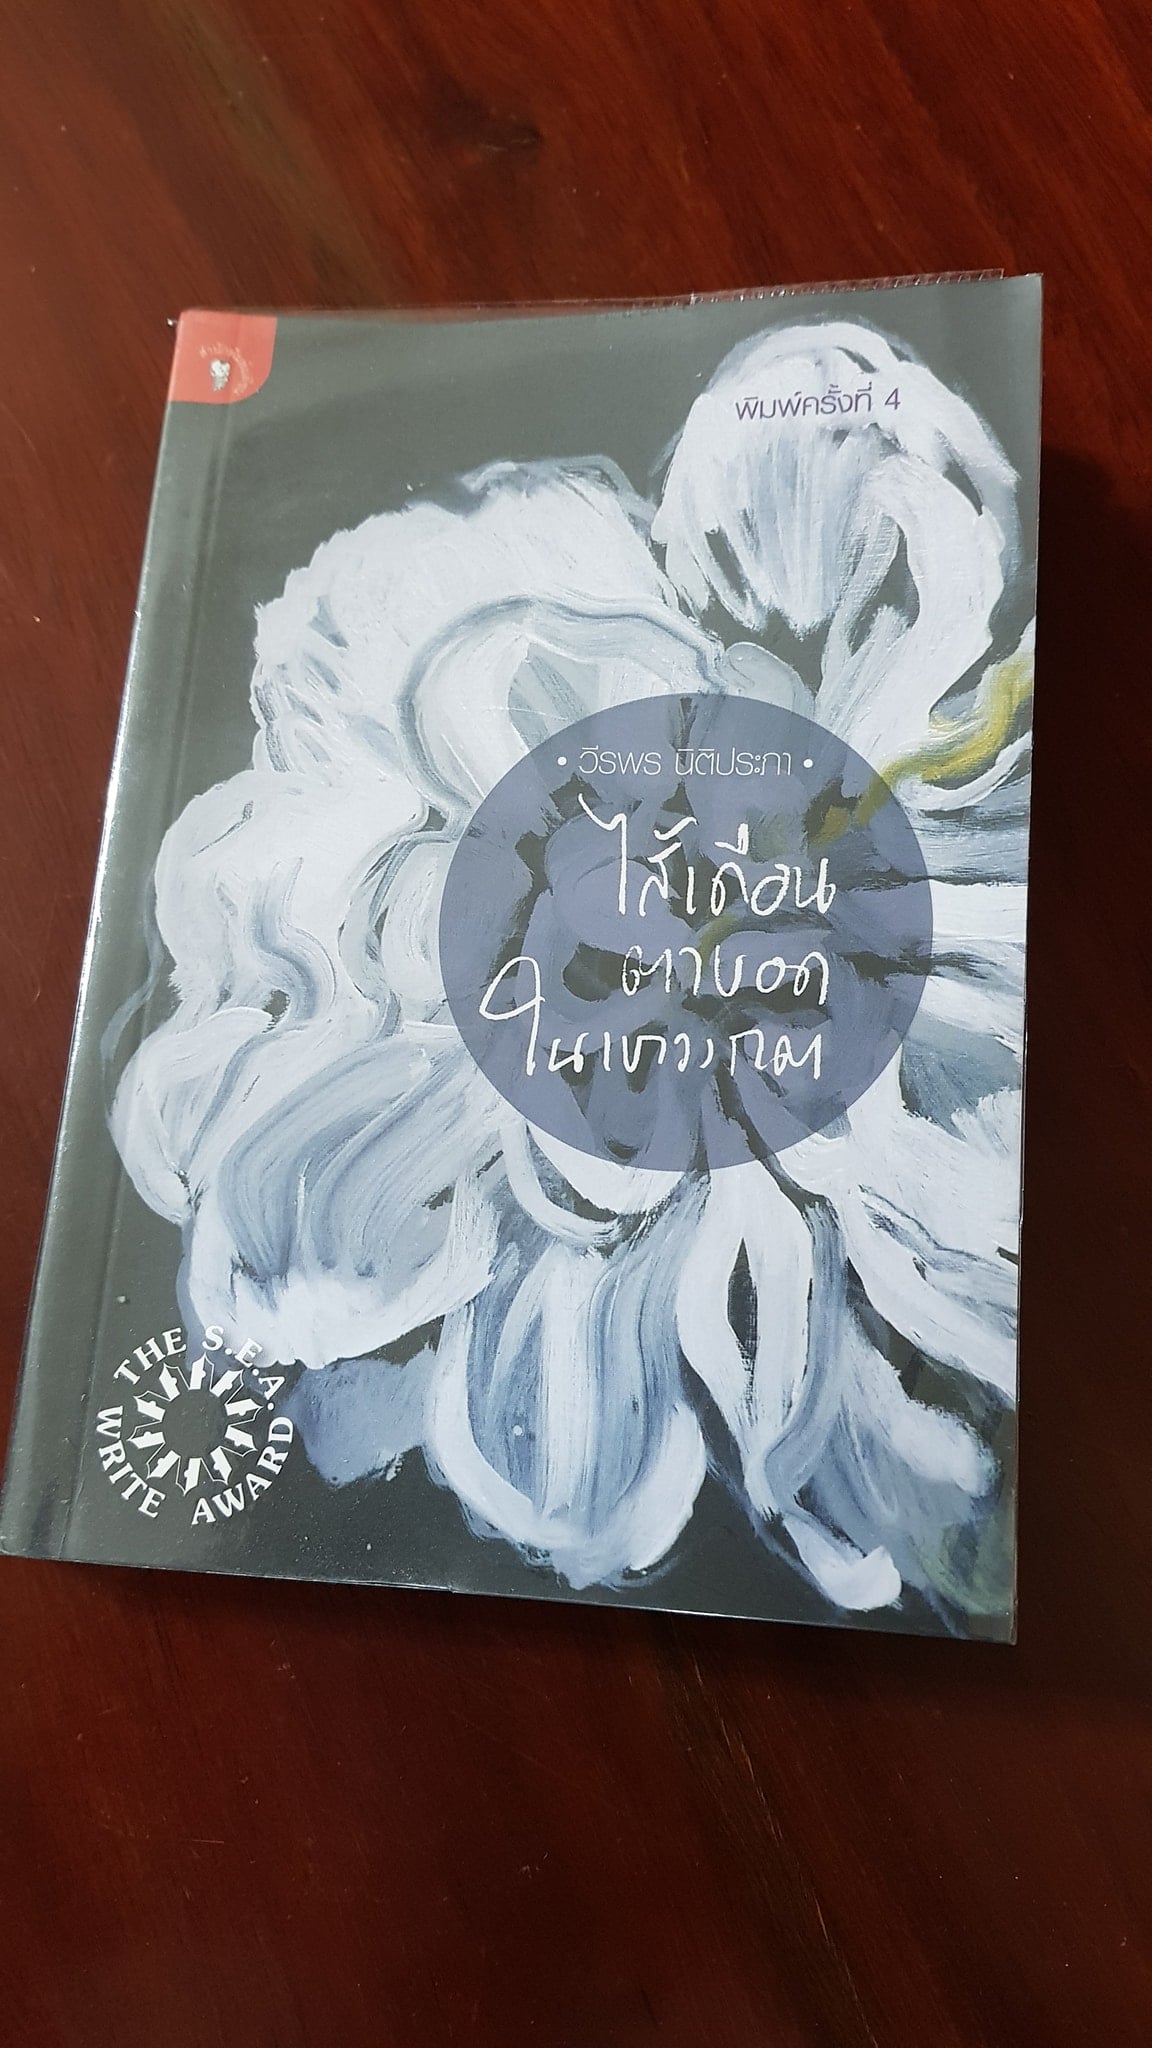 พิมพ์ครั้งที่ 4
• วีรพร นิติประภา •
ไส้เดือน
ตาบอด
ในเขาวงกต
THE S.E.A.
WRITE AWARD